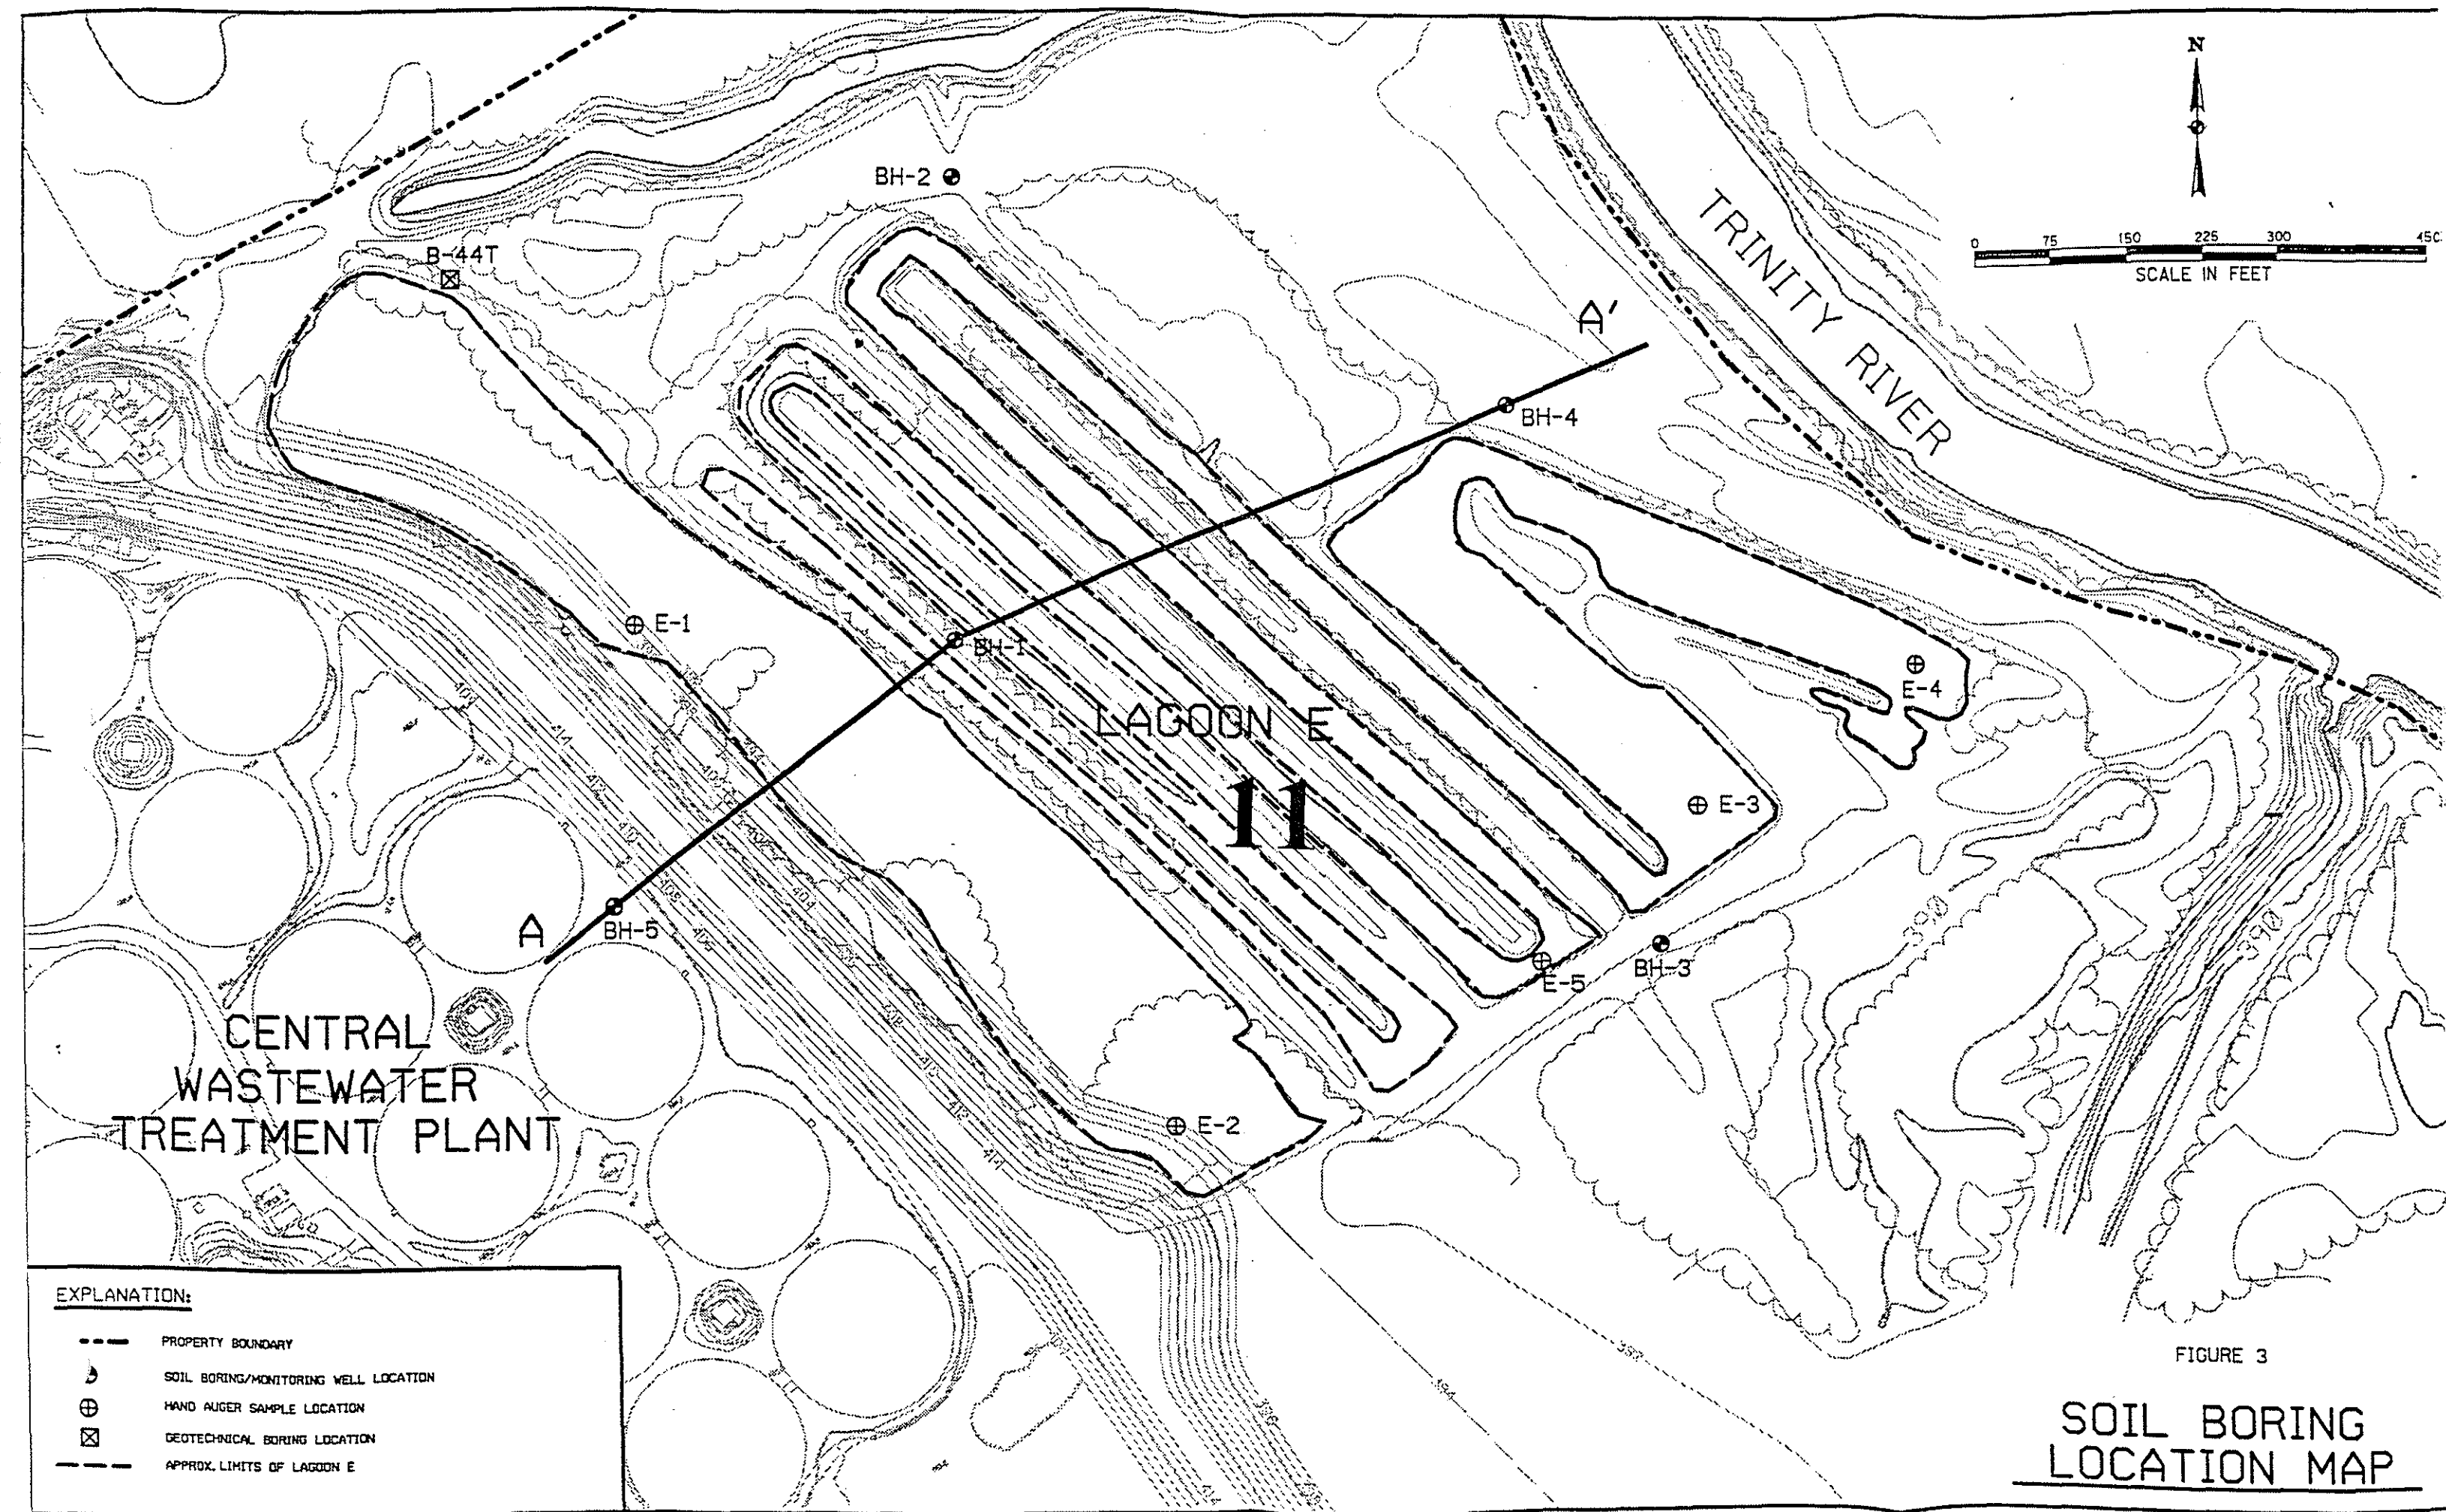 N
0 75 150 225 300 450
SCALE IN FEET
TRINITY RIVER
BH-2
B-44T
A'
BH-4
E-1
BH-1
E-4
LAGOON E
11
E-3
A
BH-5
BH-3
E-5
390
390
CENTRAL
WASTEWATER
TREATMENT PLANT
E-2
EXPLANATION:
PROPERTY BOUNDARY
SOIL BORING/MONITORING WELL LOCATION
HAND AUGER SAMPLE LOCATION
GEOTECHNICAL BORING LOCATION
APPROX. LIMITS OF LAGOON E
FIGURE 3
SOIL BORING
LOCATION MAP